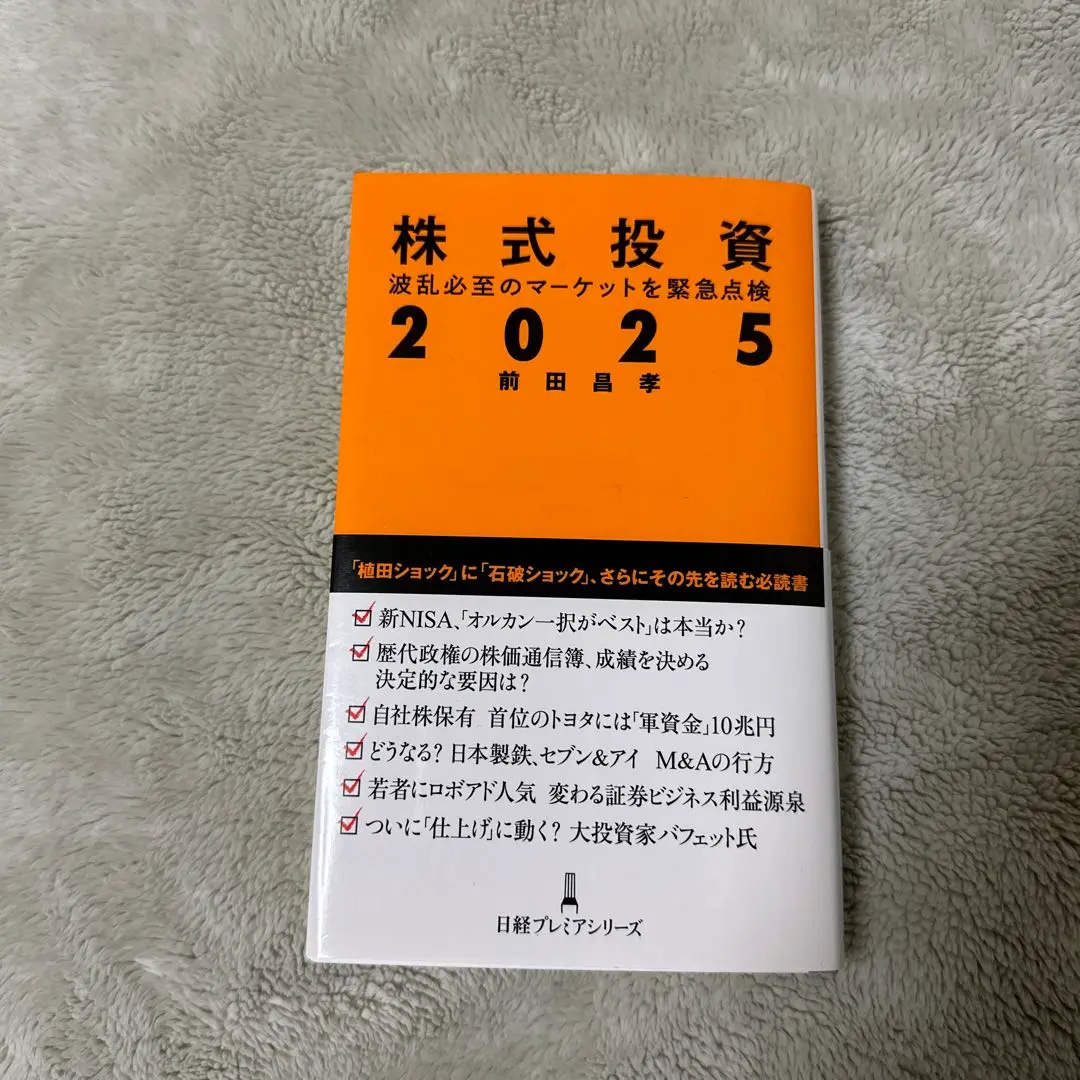 株式投資
波乱必至のマーケットを緊急点検
2025
前田昌孝
「植田ショック」に「石破ショック」、さらにその先を読む必読書
新NISA、「オルカン一択がベスト」は本当か?
歴代政権の株価通信簿、成績を決める
決定的な要因は?
自社株保有 首位のトヨタには「軍資金」10兆円
どうなる? 日本製鉄、セブン&アイ M&Aの行方
若者にロボアド人気 変わる証券ビジネス利益源泉
ついに「仕上げ」に動く? 大投資家バフェット氏
日経プレミアシリーズ